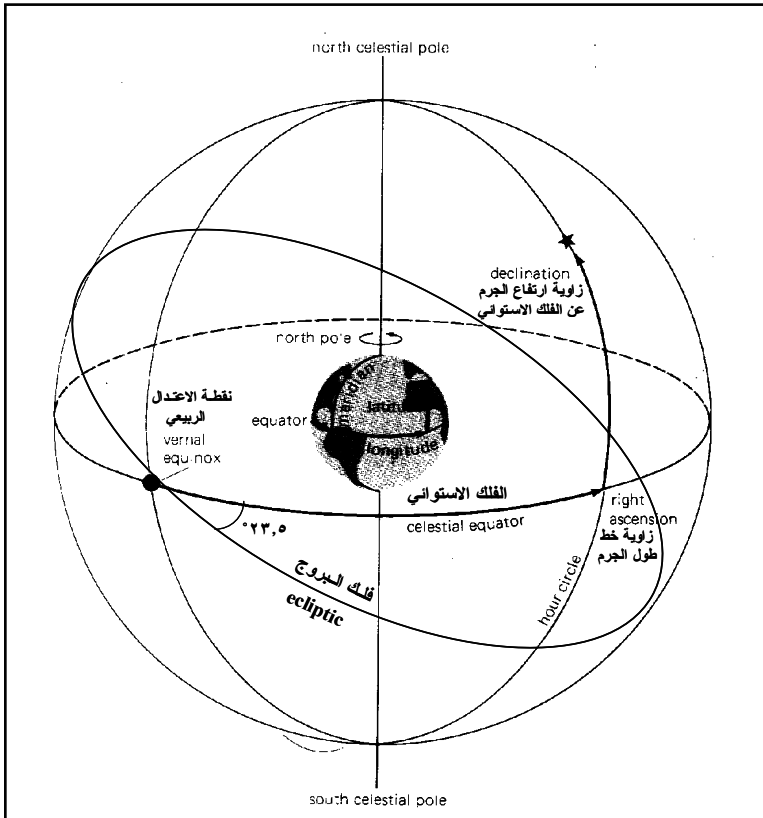 north celestial pole
declination
زاوية ارتفاع الجرم
عن الفلك الاستوائي
north pole
meridian
latitude
longitude
equator
نقطة الاعتدال
الربيعي
vernal
equinox
الفلك الاستوائي
celestial equator
°٢٣,٥
right
ascension
زاوية خط
طول الجرم
فلك البروج
ecliptic
hour circle
south celestial pole